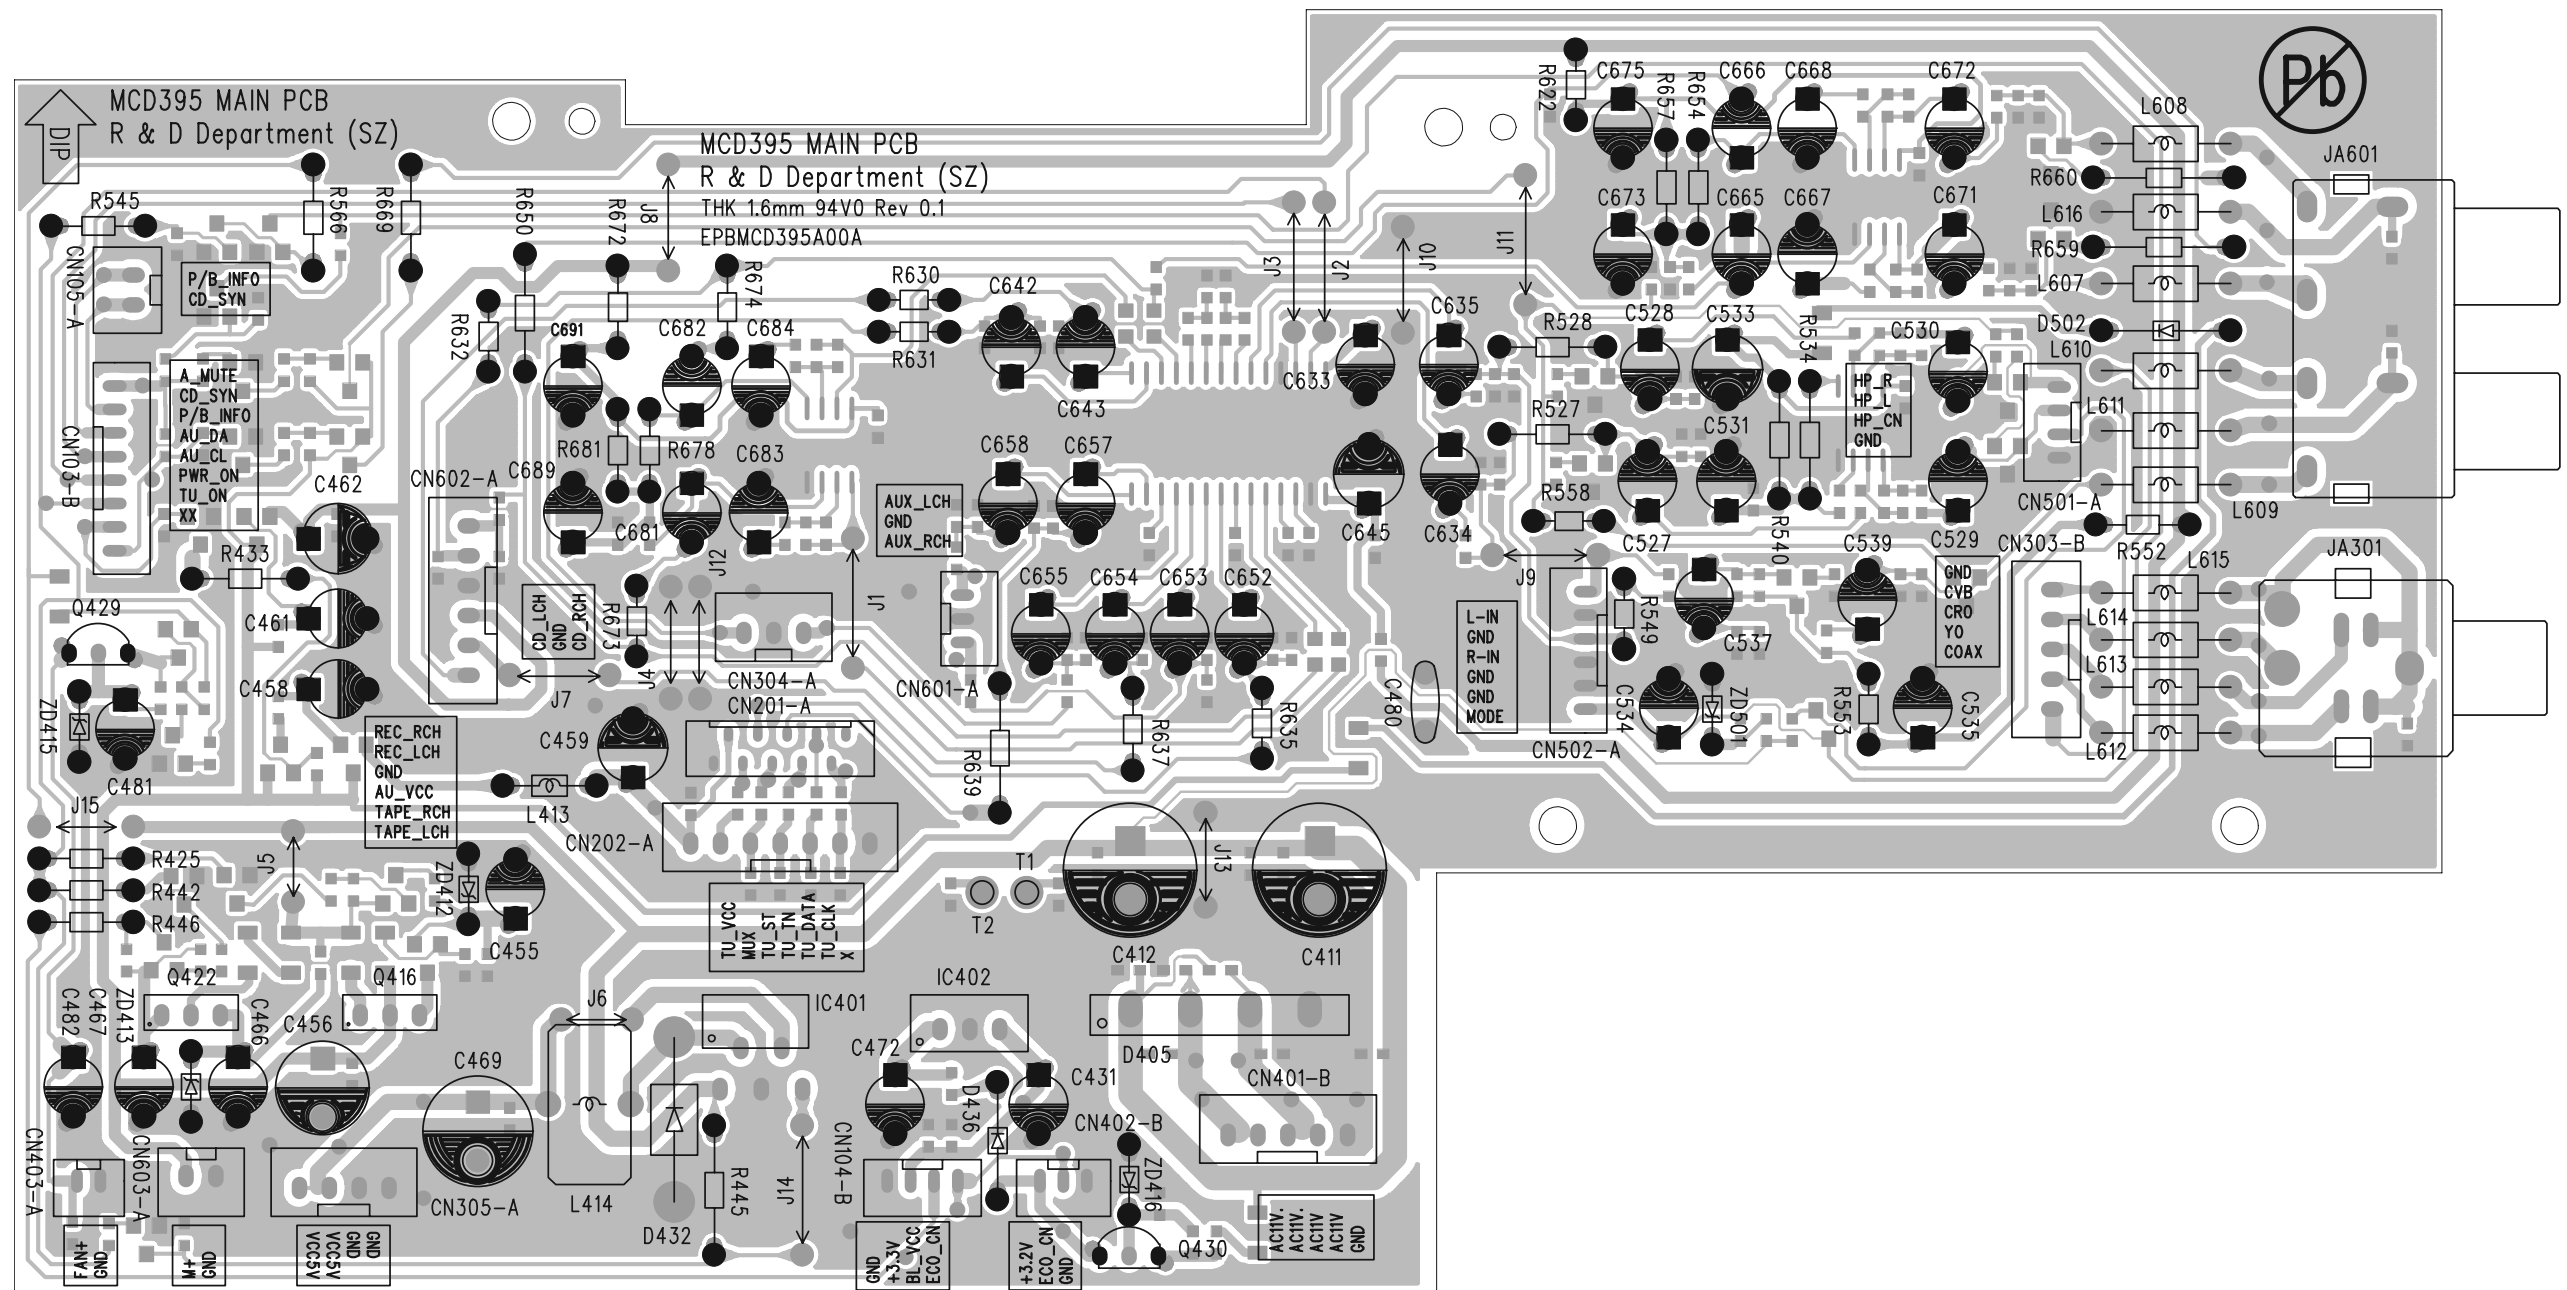 MCD395 MAIN PCB
R & D Department (SZ)
DIP
MCD395 MAIN PCB
R & D Department (SZ)
THK 1.6mm 94V0 Rev 0.1
EPBMCD395A00A
Pb
R545
R566
R669
R650
R672
J8
R674
R632
C691
C682
C684
R630
R631
C642
C643
J3
J2
J10
J11
C633
C635
R622
C675
R657
R654
C666
C668
C672
C673
C665
C667
C671
L608
R660
L616
R659
L607
D502
L610
L611
L609
JA601
CN105-A
P/B_INFO
CD_SYN
CN103-B
A_MUTE
CD_SYN
P/B_INFO
AU_DA
AU_CL
PWR_ON
TU_ON
XX
C462
R433
CN602-A
C689
R681
R678
C681
C683
J12
AUX_LCH
GND
AUX_RCH
C658
C657
C645
C634
R528
R527
R558
C528
C533
R534
C530
C531
HP_R
HP_L
HP_CN
GND
CN501-A
C527
R540
C539
C529
CN303-B
R552
L615
JA301
Q429
C461
C458
ZD415
C481
CD_LCH
GND
CD_RCH
R673
J7
J4
J1
CN304-A
CN201-A
CN601-A
C655
C654
C653
C652
R639
R637
R635
C480
J9
L-IN
GND
R-IN
GND
GND
MODE
CN502-A
R549
C534
C537
ZD501
R553
C535
GND
CVB
CRO
YO
COAX
L614
L613
L612
REC_RCH
REC_LCH
GND
AU_VCC
TAPE_RCH
TAPE_LCH
C459
L413
CN202-A
J15
R425
R442
R446
J5
ZD412
C455
TU_VCC
MUX
TU_ST
TU_TN
TU_DATA
TU_CLK
X
T1
T2
J13
C412
C411
C482
C467
ZD413
Q422
C466
C456
Q416
C469
J6
IC401
IC402
D405
C472
C431
D436
CN401-B
CN402-B
CN403-A
CN603-A
CN305-A
L414
D432
R445
J14
CN104-B
ZD416
Q430
FAN+
GND
M+
GND
VCC5V
VCC5V
GND
GND
GND
+3.3V
BL_VCC
ECO_CN
+3.2V
ECO_CN
GND
AC11V.
AC11V.
AC11V
AC11V
GND